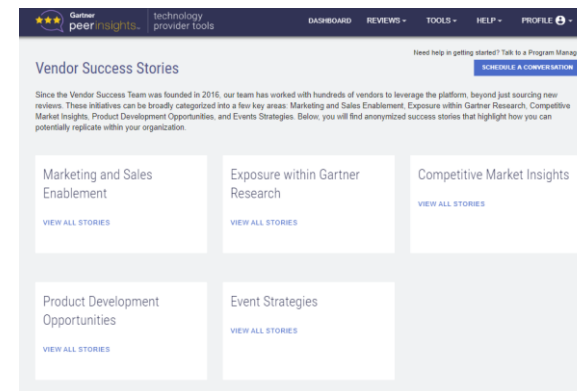 Gartner
peerinsights™
technology
provider tools
DASHBOARD REVIEWS TOOLS HELP PROFILE
Need help in getting started? Talk to a Program Manag
Vendor Success Stories
SCHEDULE A CONVERSATION
Since the Vendor Success Team was founded in 2016, our team has worked with hundreds of vendors to leverage the platform, beyond just sourcing new
reviews. These initiatives can be broadly categorized into a few key areas: Marketing and Sales Enablement, Exposure within Gartner Research, Competitive
Market Insights, Product Development Opportunities, and Events Strategies. Below, you will find anonymized success stories that highlight how you can
potentially replicate within your organization.
Marketing and Sales
Enablement
VIEW ALL STORIES
Exposure within Gartner
Research
VIEW ALL STORIES
Competitive Market Insights
VIEW ALL STORIES
Product Development
Opportunities
VIEW ALL STORIES
Event Strategies
VIEW ALL STORIES